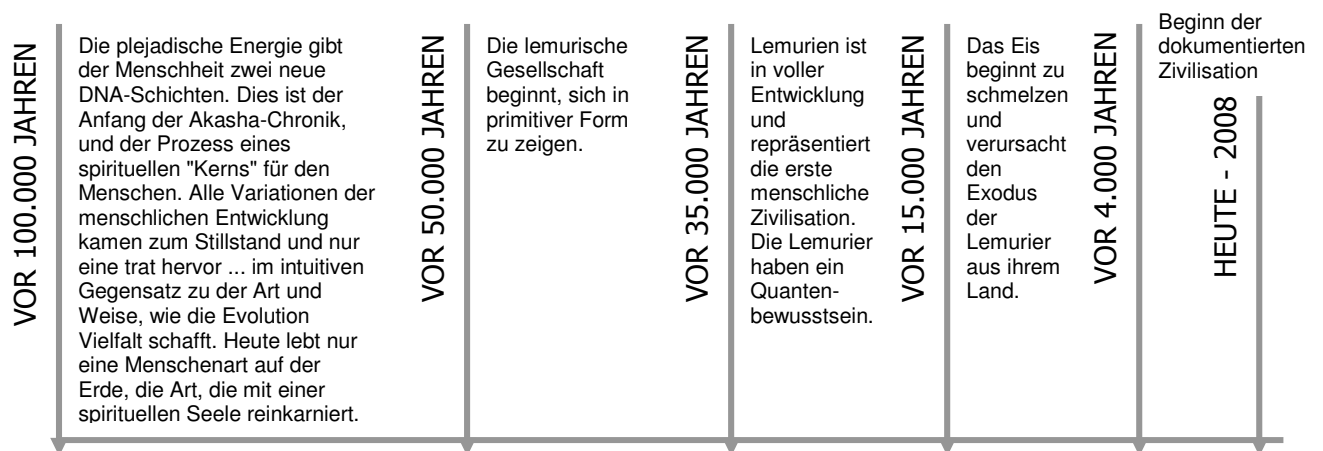 VOR 100.000 JAHREN
Die plejadische Energie gibt
der Menschheit zwei neue
DNA-Schichten. Dies ist der
Anfang der Akasha-Chronik,
und der Prozess eines
spirituellen "Kerns" für den
Menschen. Alle Variationen der
menschlichen Entwicklung
kamen zum Stillstand und nur
eine trat hervor ... im intuitiven
Gegensatz zu der Art und
Weise, wie die Evolution
Vielfalt schafft. Heute lebt nur
eine Menschenart auf der
Erde, die Art, die mit einer
spirituellen Seele reinkarniert.
VOR 50.000 JAHREN
Die lemurische
Gesellschaft
beginnt, sich in
primitiver Form
zu zeigen.
VOR 35.000 JAHREN
Lemurien ist
in voller
Entwicklung
und
repräsentiert
die erste
menschliche
Zivilisation.
Die Lemurier
haben ein
Quanten-
bewusstsein.
VOR 15.000 JAHREN
Das Eis
beginnt zu
schmelzen
und
verursacht
den
Exodus
der
Lemurier
aus ihrem
Land.
VOR 4.000 JAHREN
Beginn der
dokumentierten
Zivilisation
HEUTE - 2008